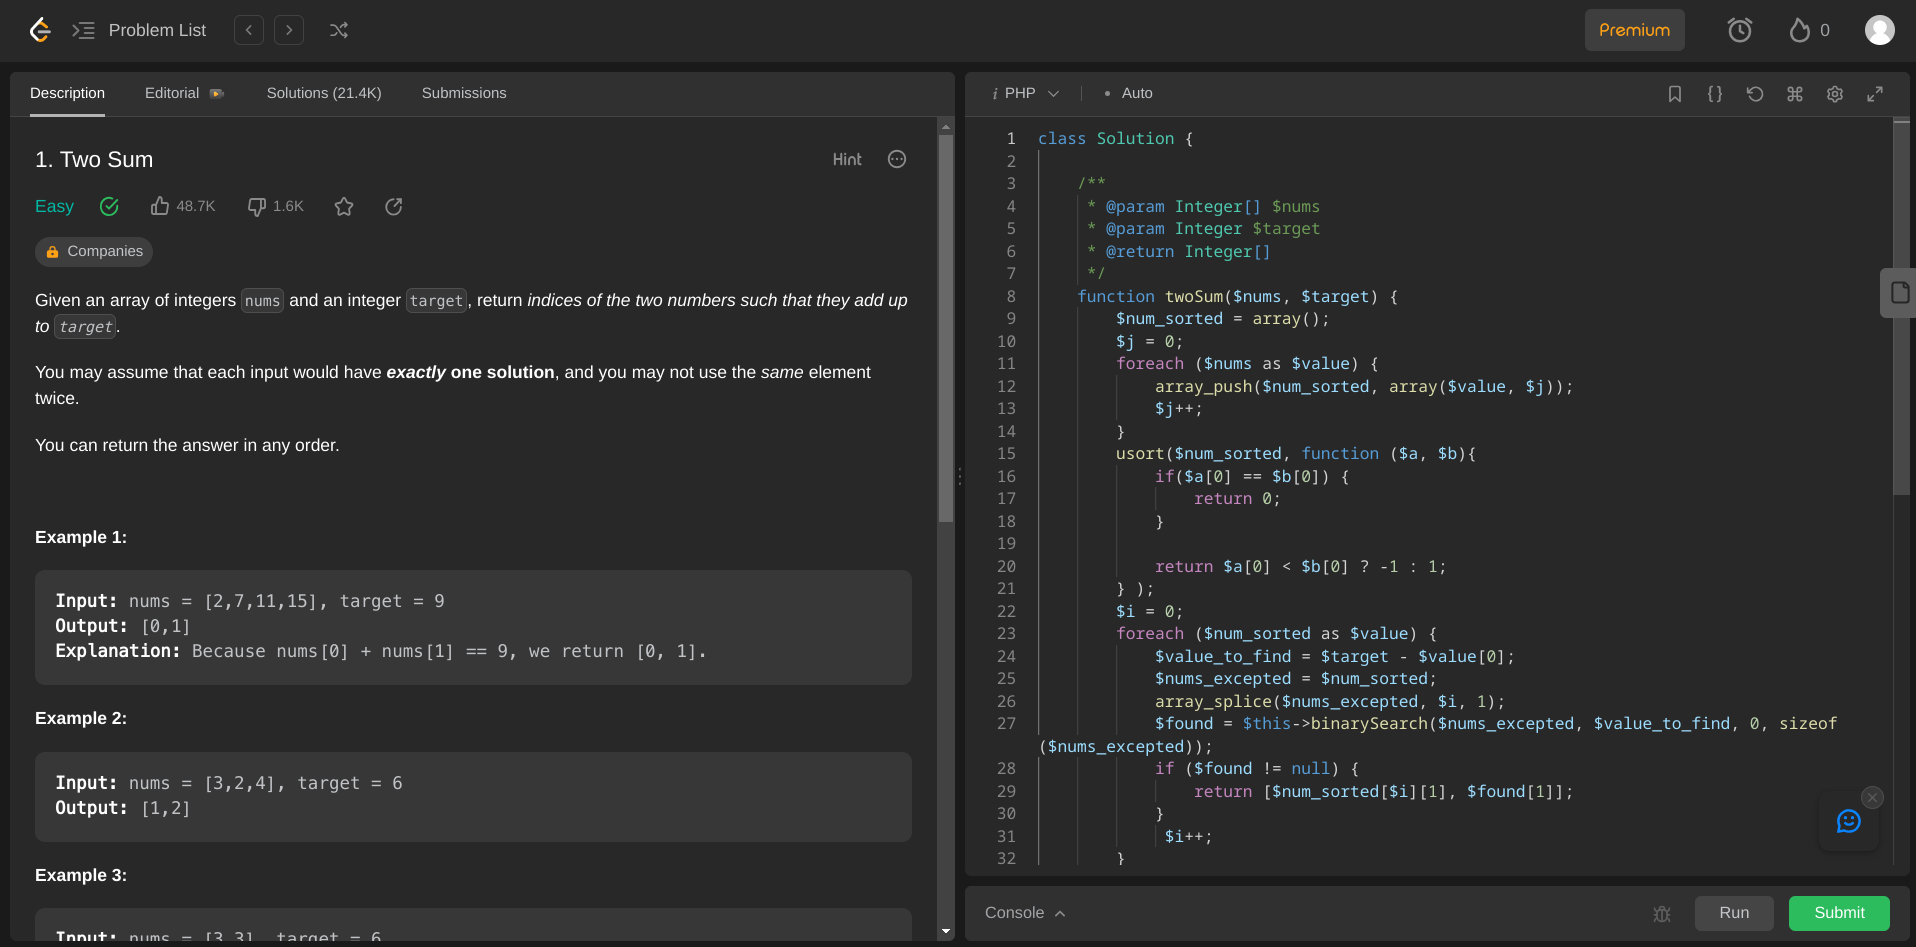 Problem List
Premium
0
Description Editorial Solutions (21.4K) Submissions
1. Two Sum
Hint
Easy 48.7K 1.6K
Companies
Given an array of integers nums and an integer target, return indices of the two numbers such that they add up
to target.
You may assume that each input would have exactly one solution, and you may not use the same element
twice.
You can return the answer in any order.
Example 1:
Input: nums = [2,7,11,15], target = 9
Output: [0,1]
Explanation: Because nums[0] + nums[1] == 9, we return [0, 1].
Example 2:
Input: nums = [3,2,4], target = 6
Output: [1,2]
Example 3:
Input: nums = [3,3], target = 6
i PHP Auto
1 class Solution {
2
3 /**
4 * @param Integer[] $nums
5 * @param Integer $target
6 * @return Integer[]
7 */
8 function twoSum($nums, $target) {
9 $num_sorted = array();
10 $j = 0;
11 foreach ($nums as $value) {
12 array_push($num_sorted, array($value, $j));
13 $j++;
14 }
15 usort($num_sorted, function ($a, $b){
16 if($a[0] == $b[0]) {
17 return 0;
18 }
19
20 return $a[0] < $b[0] ? -1 : 1;
21 } );
22 $i = 0;
23 foreach ($num_sorted as $value) {
24 $value_to_find = $target - $value[0];
25 $nums_excepted = $num_sorted;
26 array_splice($nums_excepted, $i, 1);
27 $found = $this->binarySearch($nums_excepted, $value_to_find, 0, sizeof
($nums_excepted));
28 if ($found != null) {
29 return [$num_sorted[$i][1], $found[1]];
30 }
31 $i++;
32 }
Console
Run
Submit